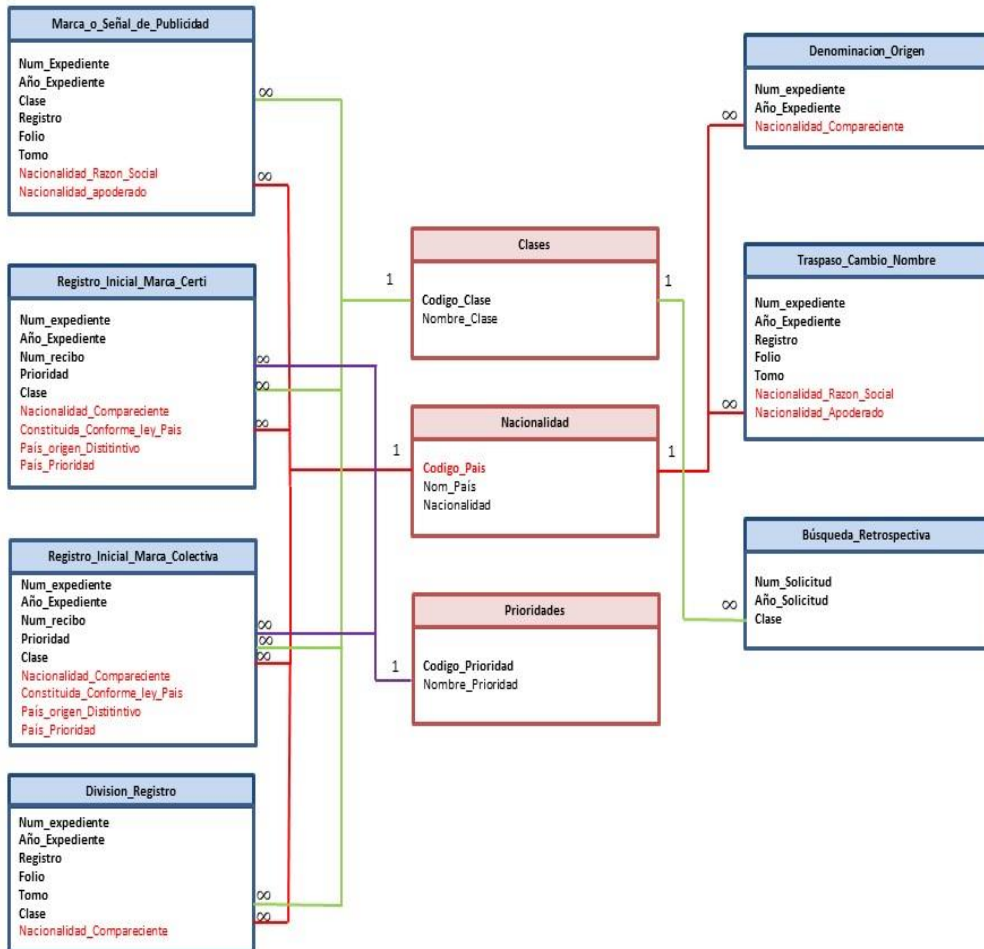 Marca_o_Señal_de_Publicidad
Num_Expediente
Año_Expediente
Clase
Registro
Folio
Tomo
Nacionalidad_Razon_Social
Nacionalidad_apoderado
∞
∞
Registro_Inicial_Marca_Certi
Num_expediente
Año_Expediente
Num_recibo
Prioridad
Clase
Nacionalidad_Compareciente
Constituida_Conforme_ley_Pais
País_origen_Distitintivo
País_Prioridad
∞
∞
∞
Registro_Inicial_Marca_Colectiva
Num_expediente
Año_Expediente
Num_recibo
Prioridad
Clase
Nacionalidad_Compareciente
Constituida_Conforme_ley_Pais
País_origen_Distitintivo
País_Prioridad
∞
∞
∞
Division_Registro
Num_expediente
Año_Expediente
Registro
Folio
Tomo
Clase
Nacionalidad_Compareciente
∞
∞
Clases
1
1
Codigo_Clase
Nombre_Clase
Nacionalidad
1
1
Codigo_Pais
Nom_País
Nacionalidad
Prioridades
1
Codigo_Prioridad
Nombre_Prioridad
Denominacion_Origen
Num_expediente
Año_Expediente
Nacionalidad_Compareciente
∞
Traspaso_Cambio_Nombre
Num_expediente
Año_Expediente
Registro
Folio
Tomo
Nacionalidad_Razon_Social
Nacionalidad_Apoderado
∞
Búsqueda_Retrospectiva
Num_Solicitud
Año_Solicitud
Clase
∞